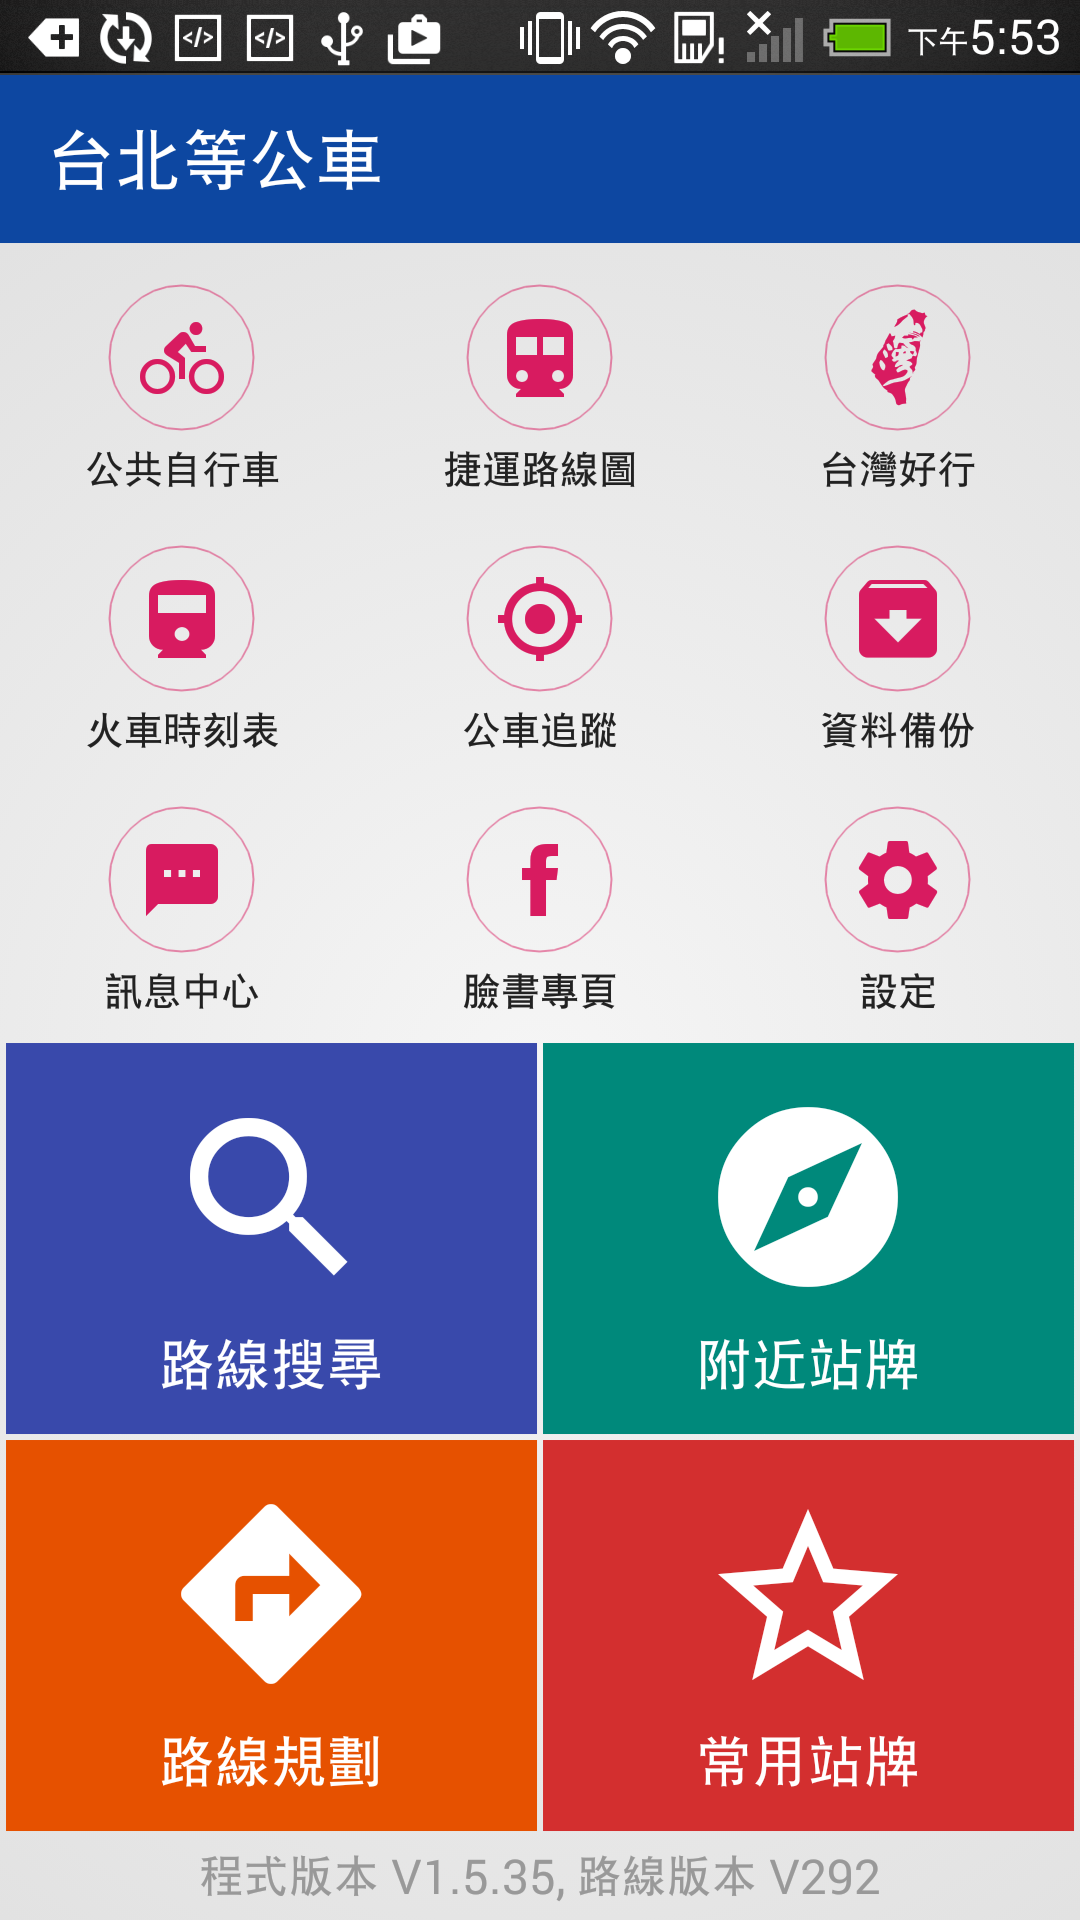 下午5:53
台北等公車
公共自行車 捷運路線圖 台灣好行
火車時刻表 公車追蹤 資料備份
訊息中心 臉書專頁 設定
路線搜尋 附近站牌
路線規劃 常用站牌
程式版本 V1.5.35, 路線版本 V292